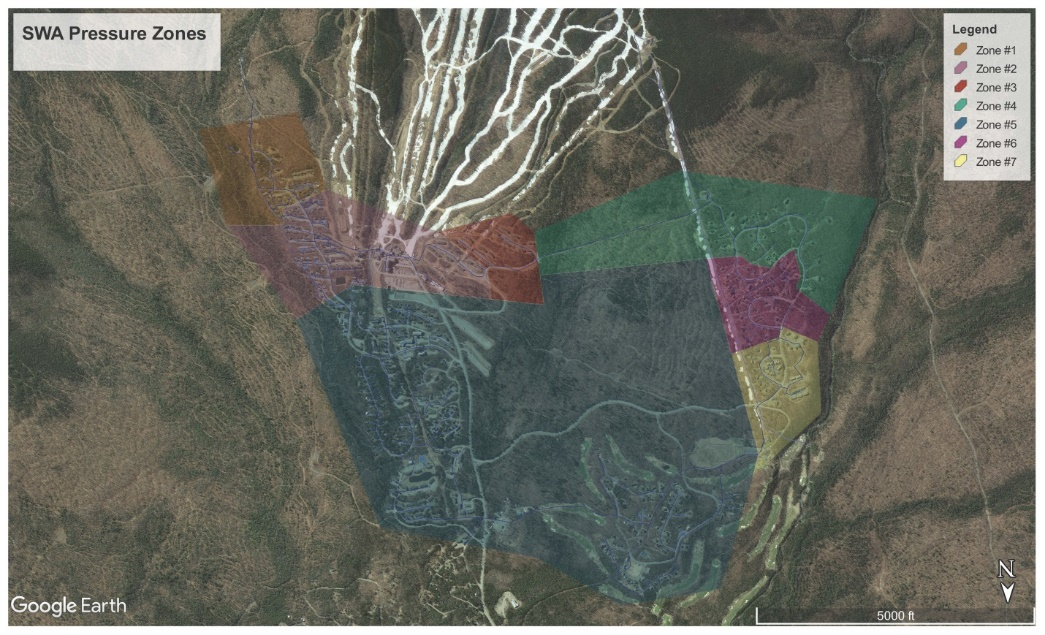 SWA Pressure Zones
Legend
Zone #1
Zone #2
Zone #3
Zone #4
Zone #5
Zone #6
Zone #7
N
Google Earth
5000 ft